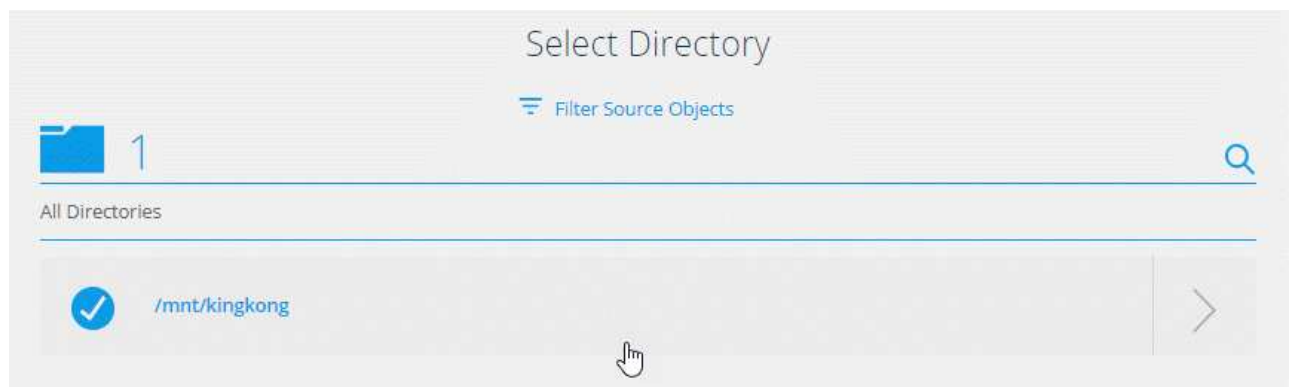 Select Directory
Filter Source Objects
1
All Directories
/mnt/kingkong